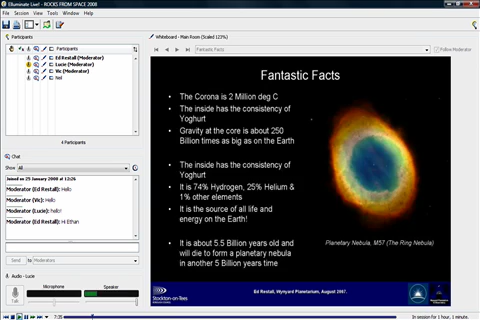 Elluminate Live! - ROCKS FROM SPACE 2008
File Session View Tools Window Help
Participants
Whiteboard - Main Room (Scaled 122%)
Fantastic Facts
Follow Moderator
Participants
Ed Restall (Moderator)
Lucie (Moderator)
Vic (Moderator)
Neil
4 Participants
Chat
Show All
Joined on 25 January 2008 at 12:26
Moderator (Ed Restall): Hello
Moderator (Vic): Hello
Moderator (Lucie): hello!
Moderator (Ed Restall): Hi Ethan
Send to Moderators
Audio - Lucie
Microphone Speaker
Talk
Fantastic Facts
• The Corona is 2 Million deg C
• The inside has the consistency of
Yoghurt
• Gravity at the core is about 250
Billion times as big as on the Earth
• The inside has the consistency of
Yoghurt
• It is 74% Hydrogen, 25% Helium &
1% other elements
• It is the source of all life and
energy on the Earth!
• It is about 5.5 Billion years old and
will die to form a planetary nebula
in another 5 Billion years time
Planetary Nebula, M57 (The Ring Nebula)
Stockton-on-Tees
Ed Restall, Wynyard Planetarium, August 2007.
7:35
In session for 1 hour, 1 minute.